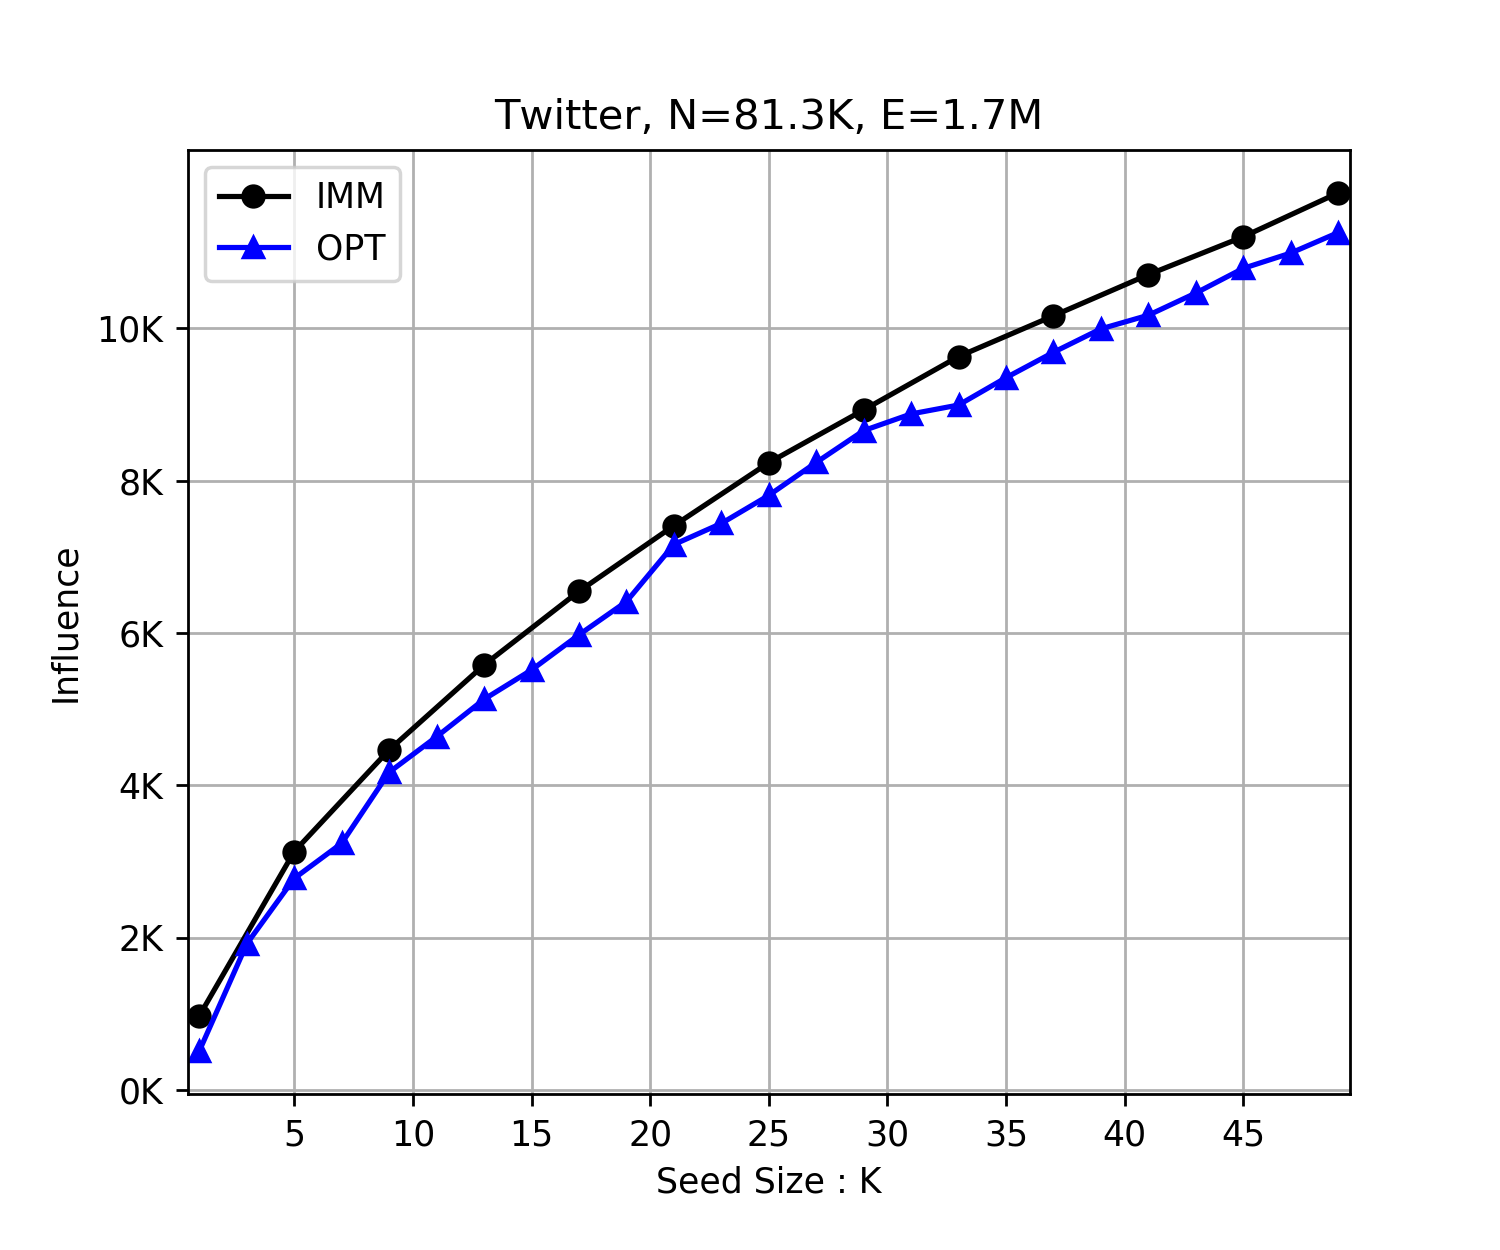 Twitter, N=81.3K, E=1.7M
IMM
OPT
10K
8K
6K
4K
2K
0K
Influence
5 10 15 20 25 30 35 40 45
Seed Size : K